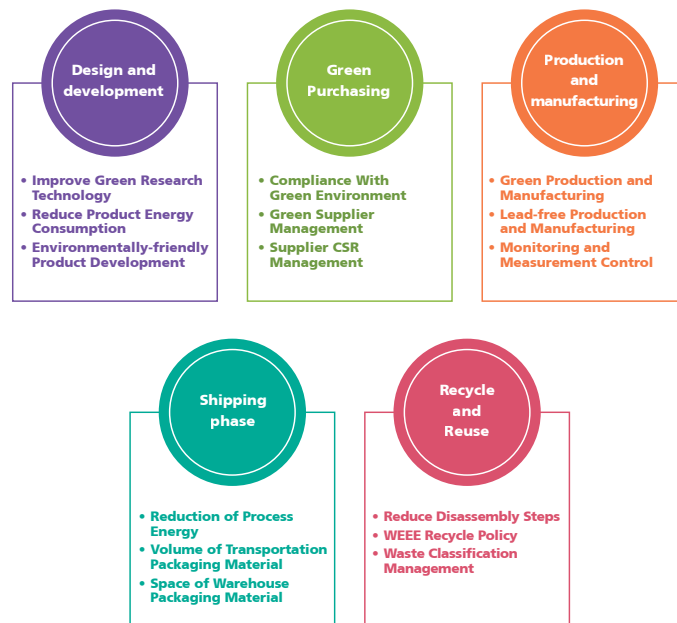 Design and
development
• Improve Green Research
Technology
• Reduce Product Energy
Consumption
• Environmentally-friendly
Product Development
Green
Purchasing
• Compliance With
Green Environment
• Green Supplier
Management
• Supplier CSR
Management
Production
and
manufacturing
• Green Production and
Manufacturing
• Lead-free Production
and Manufacturing
• Monitoring and
Measurement Control
Shipping
phase
• Reduction of Process
Energy
• Volume of Transportation
Packaging Material
• Space of Warehouse
Packaging Material
Recycle
and
Reuse
• Reduce Disassembly Steps
• WEEE Recycle Policy
• Waste Classification
Management